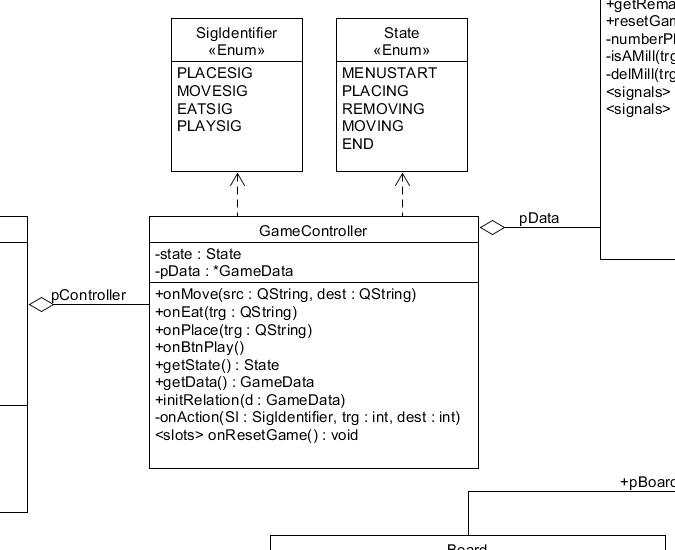 SigIdentifier
«Enum»
PLACESIG
MOVESIG
EATSIG
PLAYSIG
State
«Enum»
MENUSTART
PLACING
REMOVING
MOVING
END
+resetGam
-isAMill(trg
-delMill(trg
<signals>
<signals>
GameController
-state : State
-pData : *GameData
+onMove(src : QString, dest : QString)
+onEat(trg : QString)
+onPlace(trg : QString)
+onBtnPlay()
+getState() : State
+getData() : GameData
+initRelation(d : GameData)
-onAction(SI : SigIdentifier, trg : int, dest : int)
<slots> onResetGame() : void
pData
pController
+pBoard
Board